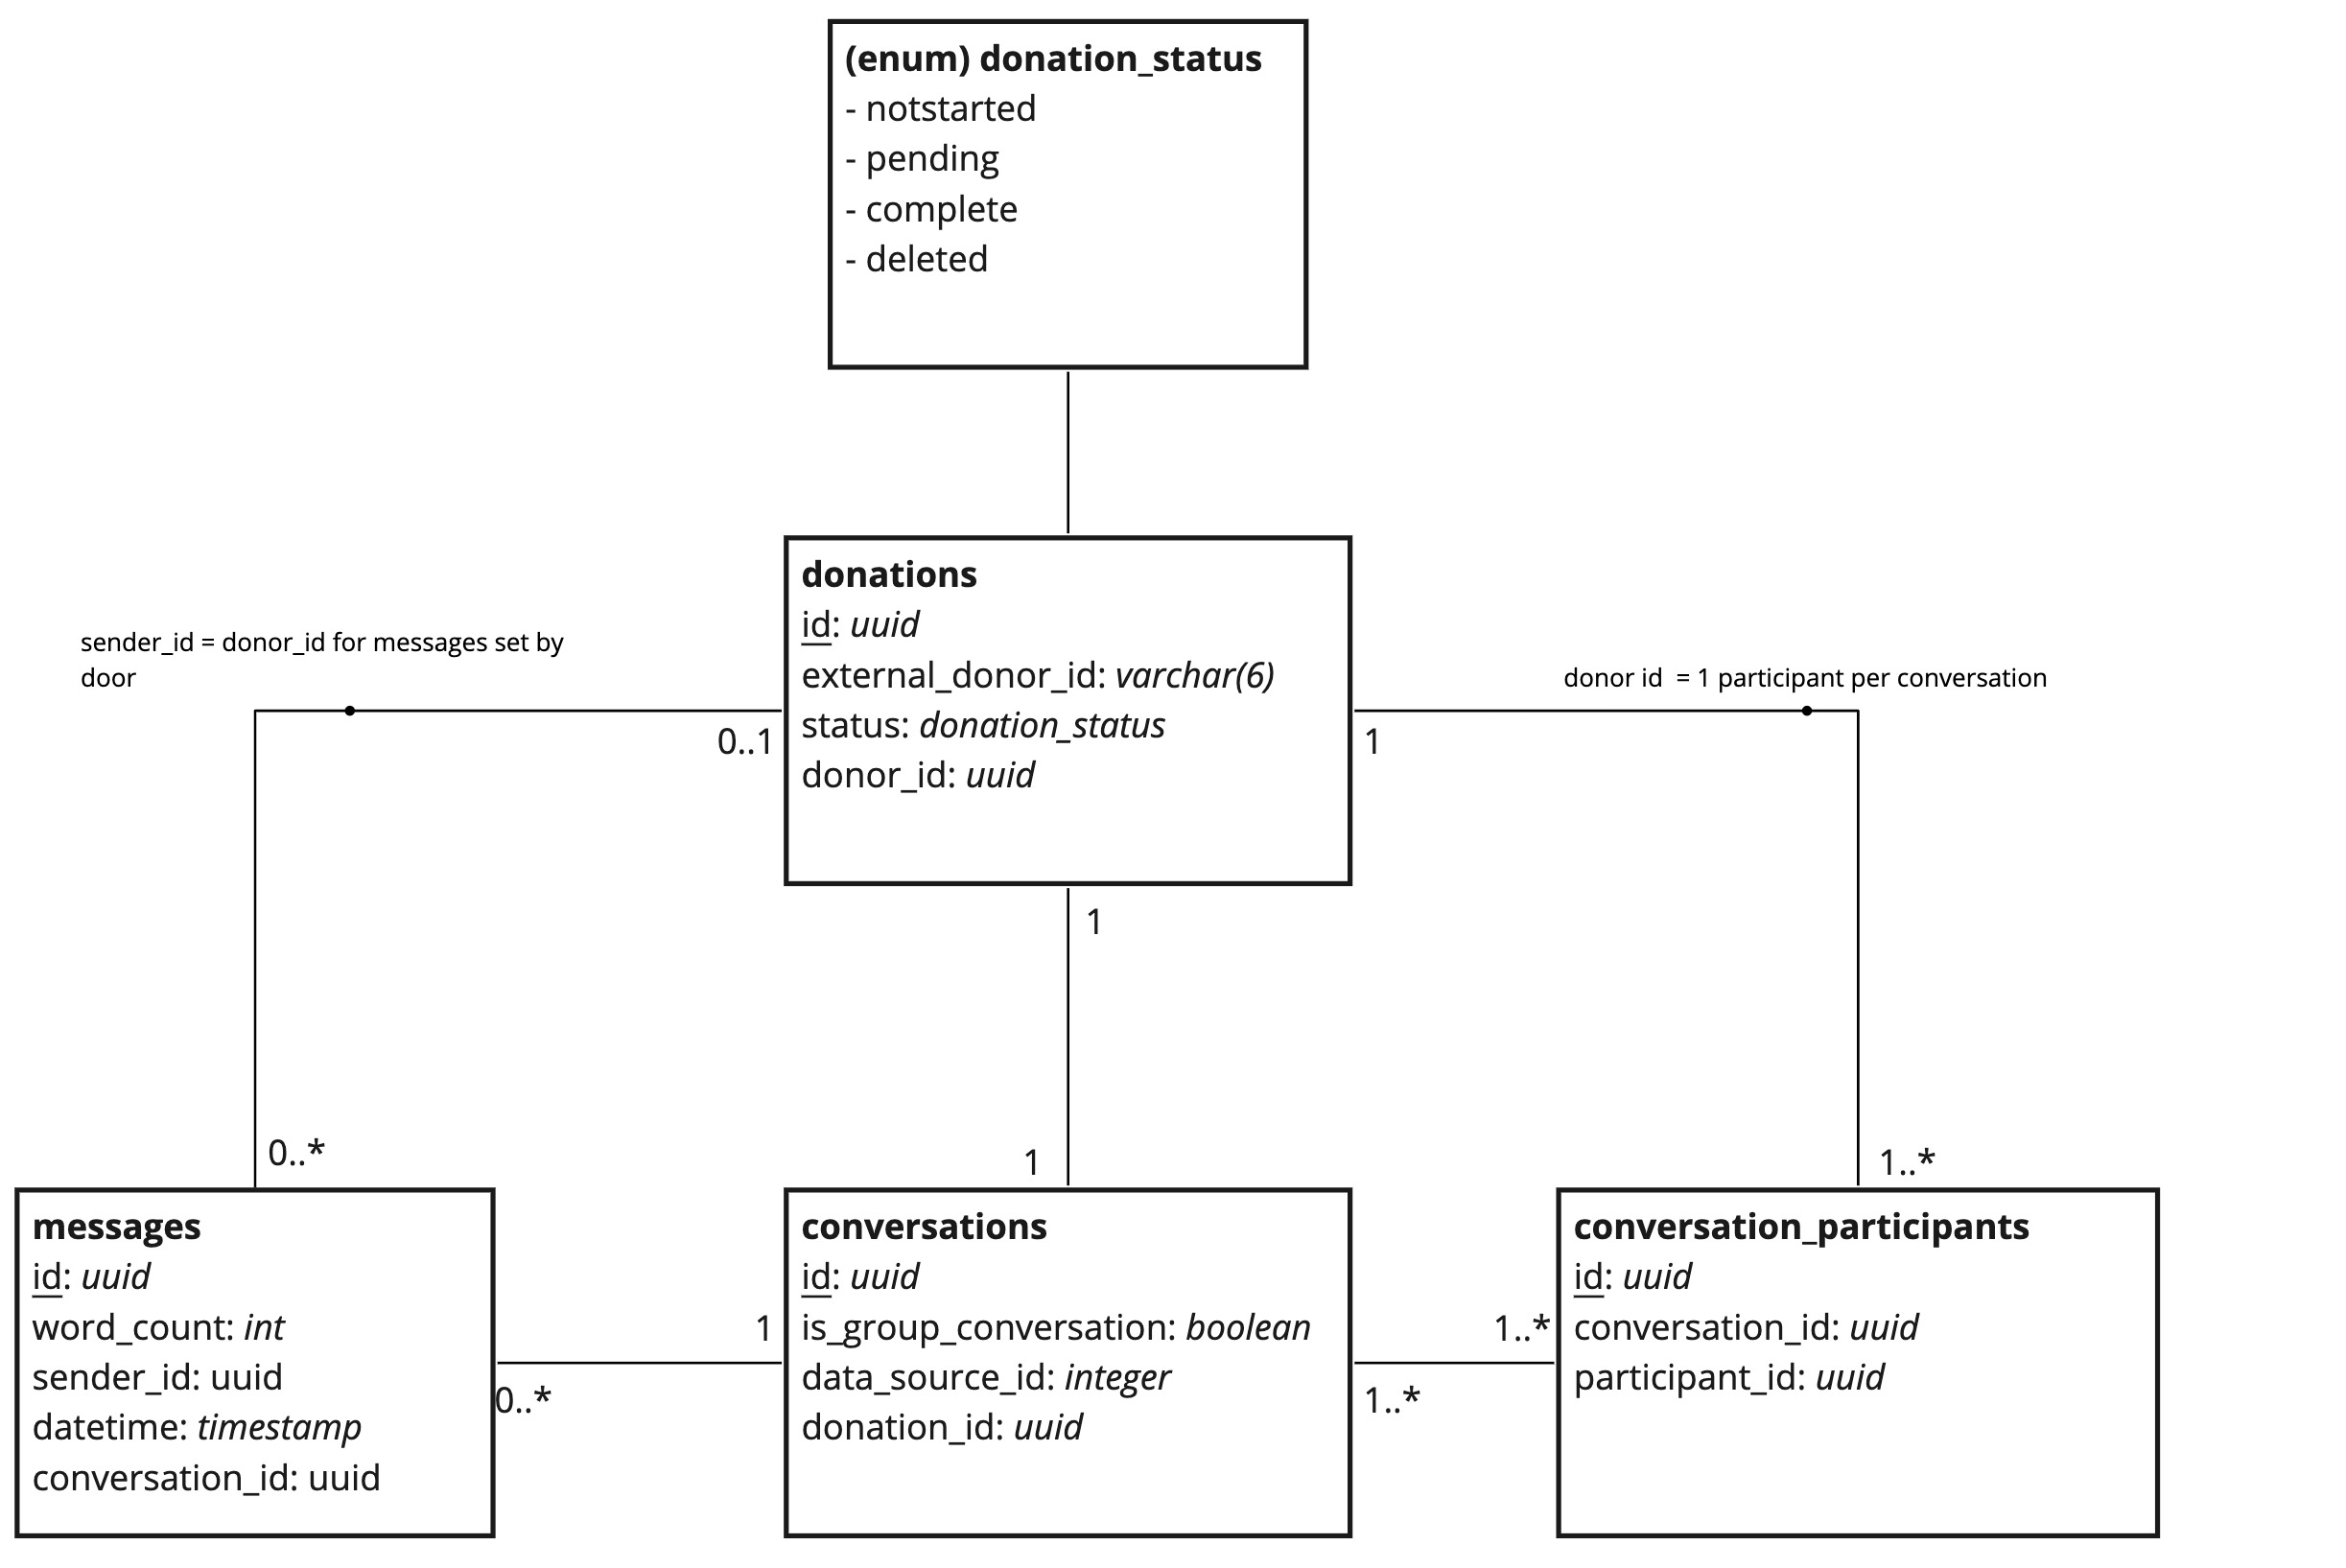 (enum) donation_status
- notstarted
- pending
- complete
- deleted
donations
id: uuid
external_donor_id: varchar(6)
status: donation_status
donor_id: uuid
sender_id = donor_id for messages set by
door
donor id  = 1 participant per conversation
0..1
1
1
0..*
1
1..*
messages
id: uuid
word_count: int
sender_id: uuid
datetime: timestamp
conversation_id: uuid
1
0..*
conversations
id: uuid
is_group_conversation: boolean
data_source_id: integer
donation_id: uuid
1..*
1..*
conversation_participants
id: uuid
conversation_id: uuid
participant_id: uuid